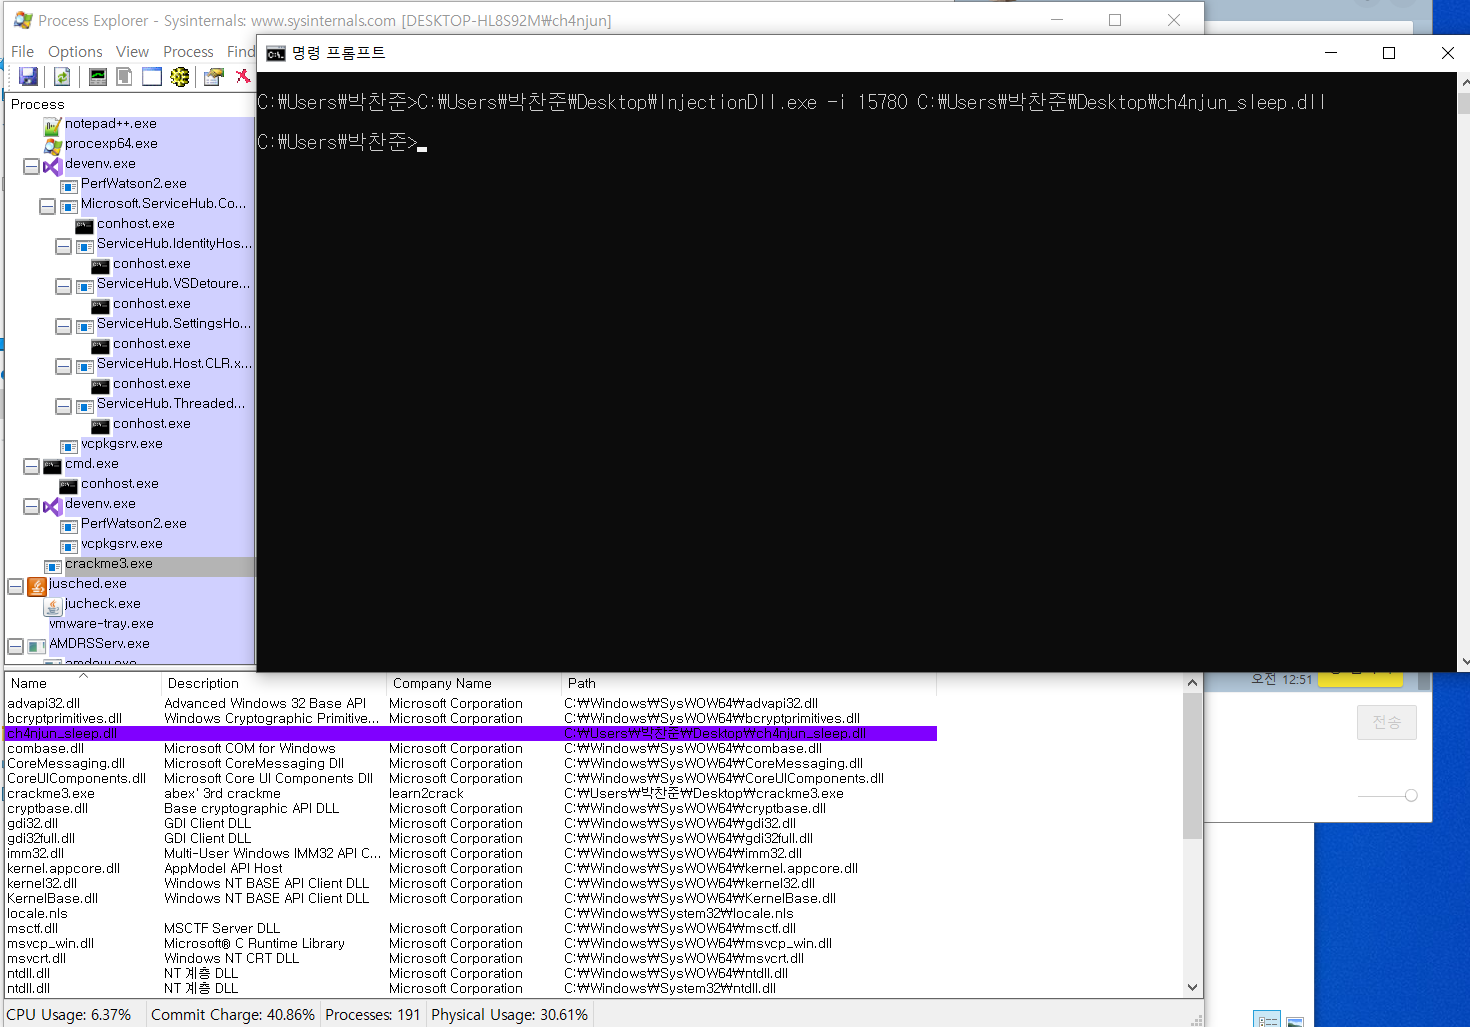 Process Explorer - Sysinternals: www.sysinternals.com [DESKTOP-HL8S92M₩ch4njun]
File Options View Process Find
명령 프롬프트
C:₩Users₩박찬준>C:₩Users₩박찬준₩Desktop₩InjectionDll.exe -i 15780 C:₩Users₩박찬준₩Desktop₩ch4njun_sleep.dll
C:₩Users₩박찬준>
Process
notepad++.exe
procexp64.exe
devenv.exe
PerfWatson2.exe
Microsoft.ServiceHub.Co...
conhost.exe
ServiceHub.IdentityHos...
conhost.exe
ServiceHub.VSDetoure...
conhost.exe
ServiceHub.SettingsHo...
conhost.exe
ServiceHub.Host.CLR.x...
conhost.exe
ServiceHub.Threaded...
conhost.exe
vcpkgsrv.exe
cmd.exe
conhost.exe
devenv.exe
PerfWatson2.exe
vcpkgsrv.exe
crackme3.exe
jusched.exe
jucheck.exe
vmware-tray.exe
AMDRSServ.exe
amdow.exe
Name Description Company Name Path
advapi32.dll Advanced Windows 32 Base API Microsoft Corporation C:₩Windows₩SysWOW64₩advapi32.dll
bcryptprimitives.dll Windows Cryptographic Primitive... Microsoft Corporation C:₩Windows₩SysWOW64₩bcryptprimitives.dll
ch4njun_sleep.dll C:₩Users₩박찬준₩Desktop₩ch4njun_sleep.dll
combase.dll Microsoft COM for Windows Microsoft Corporation C:₩Windows₩SysWOW64₩combase.dll
CoreMessaging.dll Microsoft CoreMessaging Dll Microsoft Corporation C:₩Windows₩SysWOW64₩CoreMessaging.dll
CoreUIComponents.dll Microsoft Core UI Components Dll Microsoft Corporation C:₩Windows₩SysWOW64₩CoreUIComponents.dll
crackme3.exe abex' 3rd crackme learn2crack C:₩Users₩박찬준₩Desktop₩crackme3.exe
cryptbase.dll Base cryptographic API DLL Microsoft Corporation C:₩Windows₩SysWOW64₩cryptbase.dll
gdi32.dll GDI Client DLL Microsoft Corporation C:₩Windows₩SysWOW64₩gdi32.dll
gdi32full.dll GDI Client DLL Microsoft Corporation C:₩Windows₩SysWOW64₩gdi32full.dll
imm32.dll Multi-User Windows IMM32 API C... Microsoft Corporation C:₩Windows₩SysWOW64₩imm32.dll
kernel.appcore.dll AppModel API Host Microsoft Corporation C:₩Windows₩SysWOW64₩kernel.appcore.dll
kernel32.dll Windows NT BASE API Client DLL Microsoft Corporation C:₩Windows₩SysWOW64₩kernel32.dll
KernelBase.dll Windows NT BASE API Client DLL Microsoft Corporation C:₩Windows₩SysWOW64₩KernelBase.dll
locale.nls C:₩Windows₩System32₩locale.nls
msctf.dll MSCTF Server DLL Microsoft Corporation C:₩Windows₩SysWOW64₩msctf.dll
msvcp_win.dll Microsoft® C Runtime Library Microsoft Corporation C:₩Windows₩SysWOW64₩msvcp_win.dll
msvcrt.dll Windows NT CRT DLL Microsoft Corporation C:₩Windows₩SysWOW64₩msvcrt.dll
ntdll.dll NT 계층 DLL Microsoft Corporation C:₩Windows₩SysWOW64₩ntdll.dll
ntdll.dll NT 계층 DLL Microsoft Corporation C:₩Windows₩System32₩ntdll.dll
오전 12:51
전송
CPU Usage: 6.37% Commit Charge: 40.86% Processes: 191 Physical Usage: 30.61%